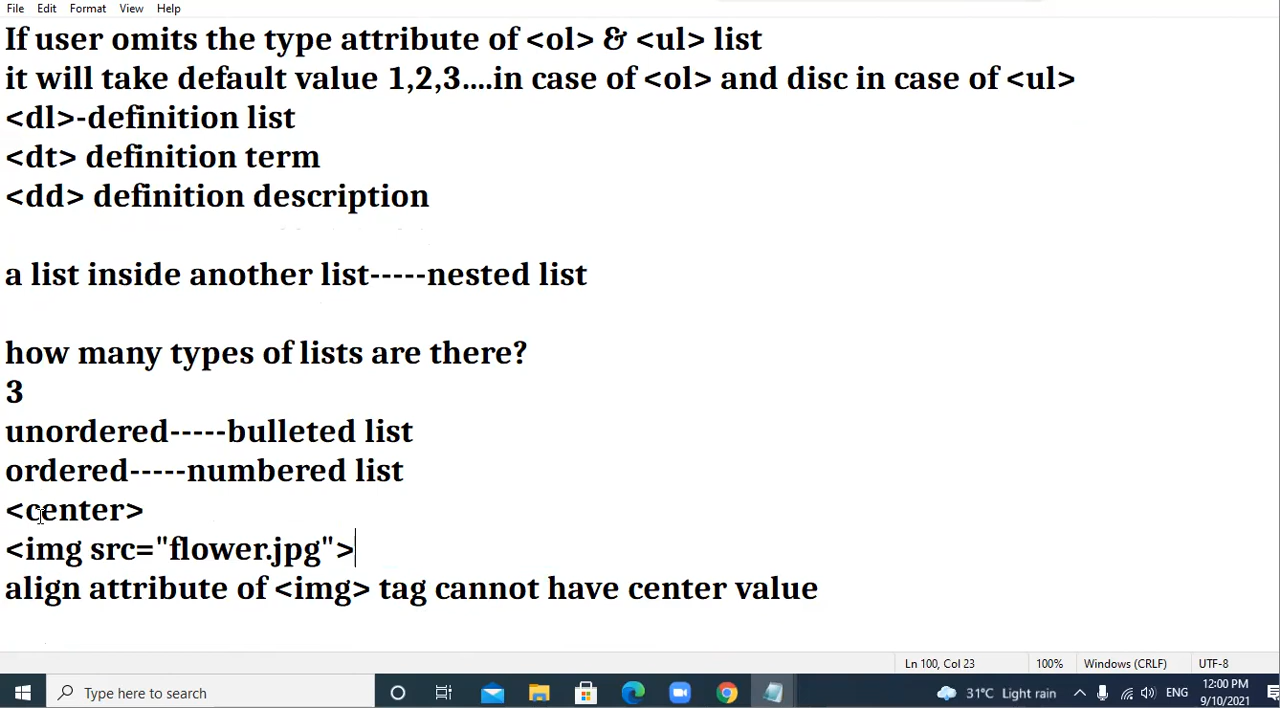 File Edit Format View Help
If user omits the type attribute of <ol> & <ul> list
it will take default value 1,2,3....in case of <ol> and disc in case of <ul>
<dl>-definition list
<dt> definition term
<dd> definition description
a list inside another list-----nested list
how many types of lists are there?
3
unordered-----bulleted list
ordered-----numbered list
<center>
<img src="flower.jpg">
align attribute of <img> tag cannot have center value
Ln 100, Col 23 100% Windows (CRLF) UTF-8
Type here to search 31°C Light rain ENG 12:00 PM
9/10/2021